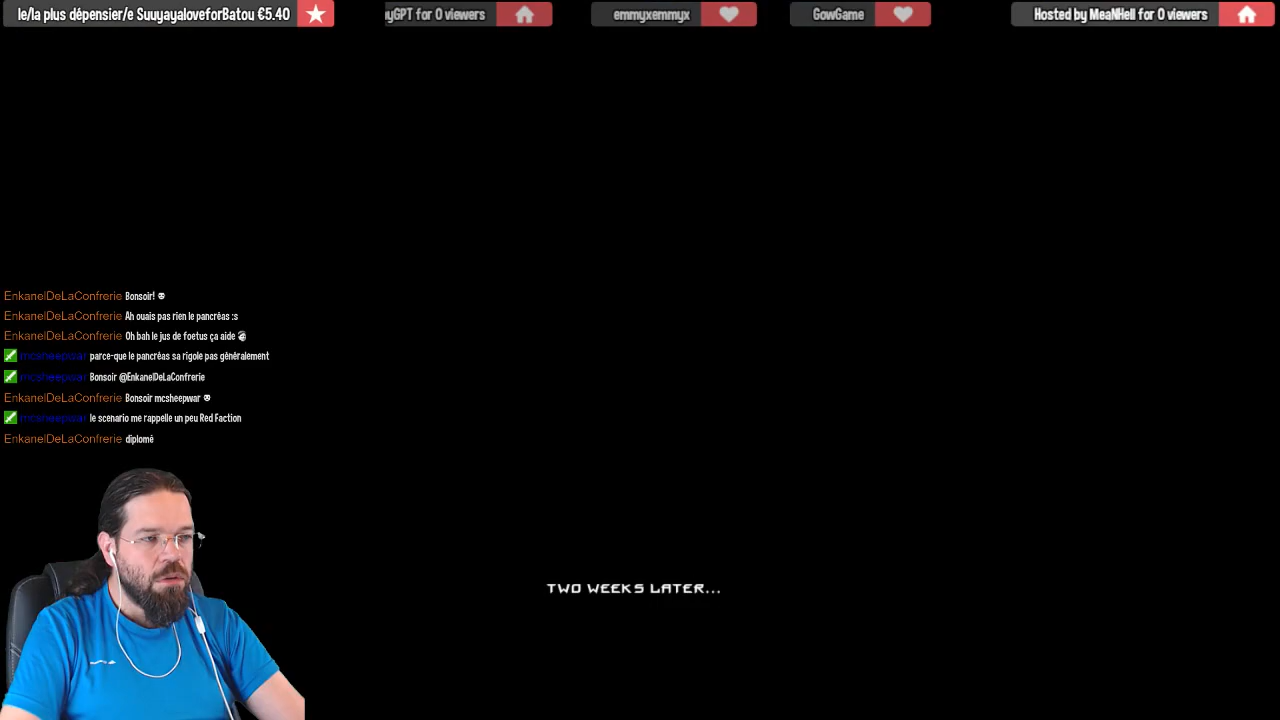 le/la plus dépensier/e SuuyayaloveforBatou €5.40
yGPT for 0 viewers
emmyxemmyx
GowGame
Hosted by MeaNHell for 0 viewers
EnkanelDeLaConfrerie Bonsoir!
EnkanelDeLaConfrerie Ah ouais pas rien le pancréas :s
EnkanelDeLaConfrerie Oh bah le jus de foetus ça aide
mcsheepwar parce-que le pancréas sa rigole pas généralement
mcsheepwar Bonsoir @EnkanelDeLaConfrerie
EnkanelDeLaConfrerie Bonsoir mcsheepwar
mcsheepwar le scenario me rappelle un peu Red Faction
EnkanelDeLaConfrerie diplomé
TWO WEEKS LATER...